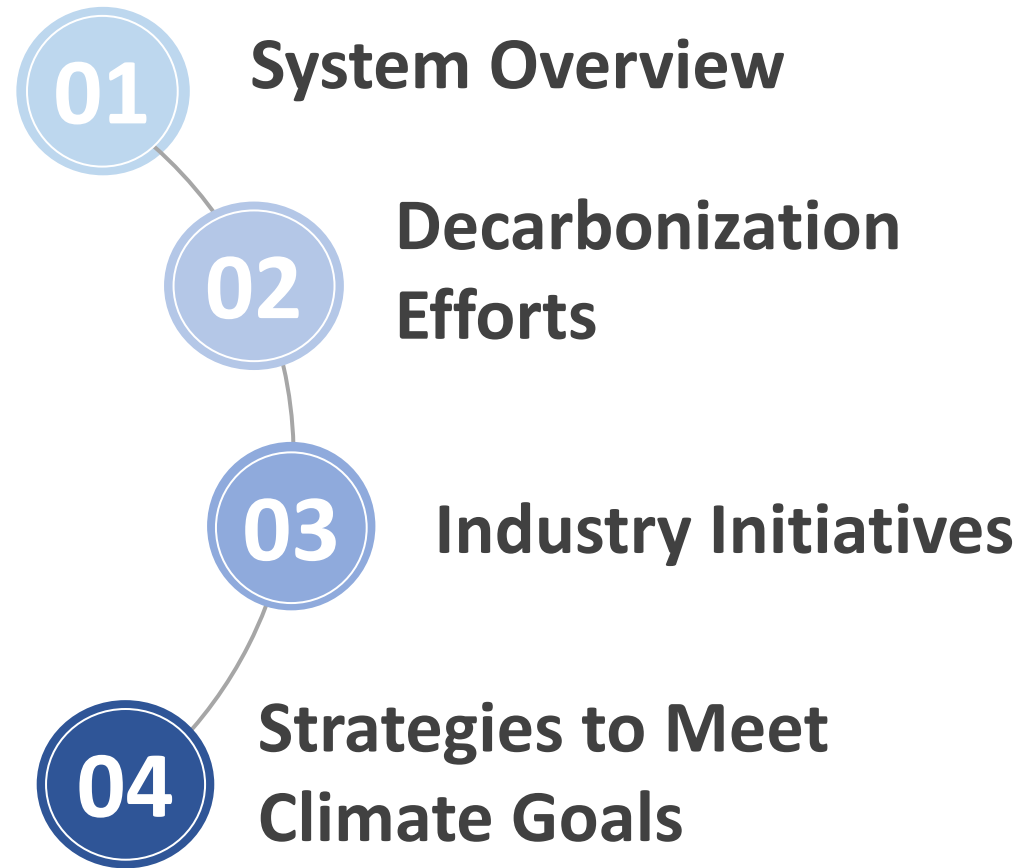 01
System Overview
02
Decarbonization
Efforts
03
Industry Initiatives
04
Strategies to Meet
Climate Goals